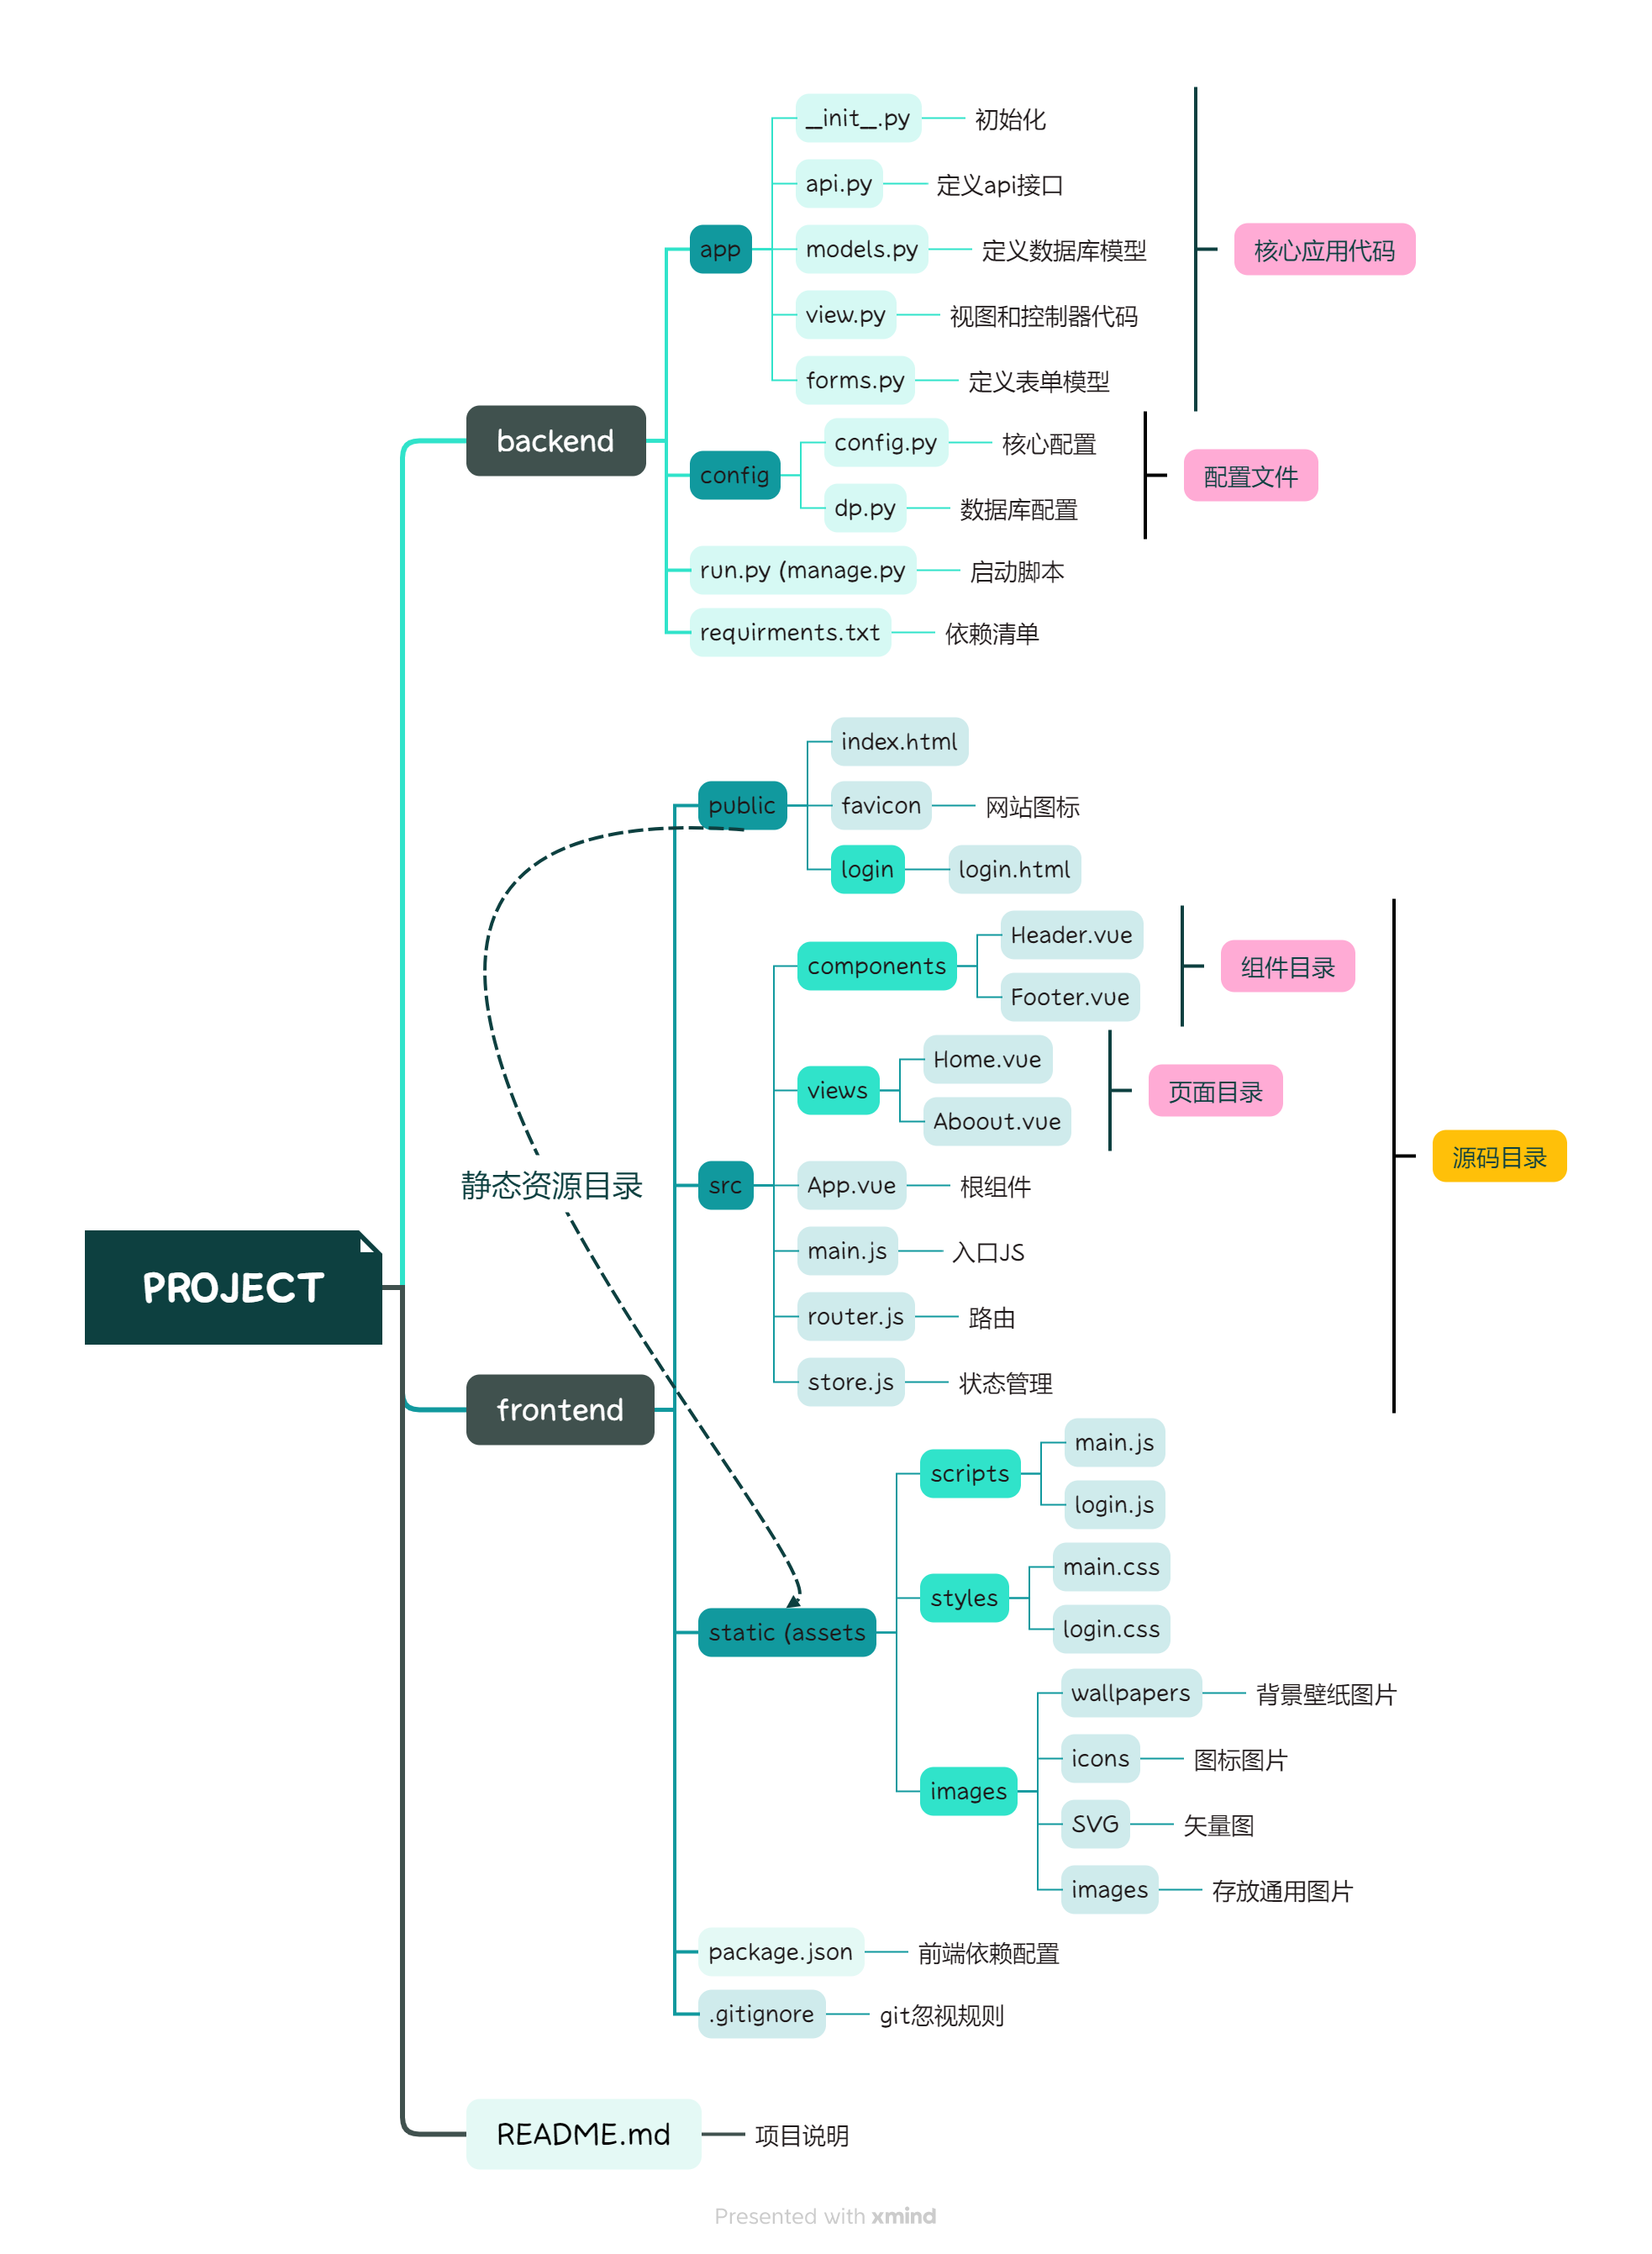 __init__.py
初始化
api.py
定义api接口
app
models.py
定义数据库模型
核心应用代码
view.py
视图和控制器代码
forms.py
定义表单模型
backend
config.py
核心配置
config
配置文件
dp.py
数据库配置
run.py (manage.py
启动脚本
requirments.txt
依赖清单
index.html
public
favicon
网站图标
login
login.html
Header.vue
components
组件目录
Footer.vue
Home.vue
views
页面目录
Aboout.vue
源码目录
静态资源目录
src
App.vue
根组件
main.js
入口JS
PROJECT
router.js
路由
store.js
状态管理
frontend
main.js
scripts
login.js
main.css
styles
login.css
static (assets
wallpapers
背景壁纸图片
icons
图标图片
images
SVG
矢量图
images
存放通用图片
package.json
前端依赖配置
.gitignore
git忽视规则
README.md
项目说明
Presented with xmind